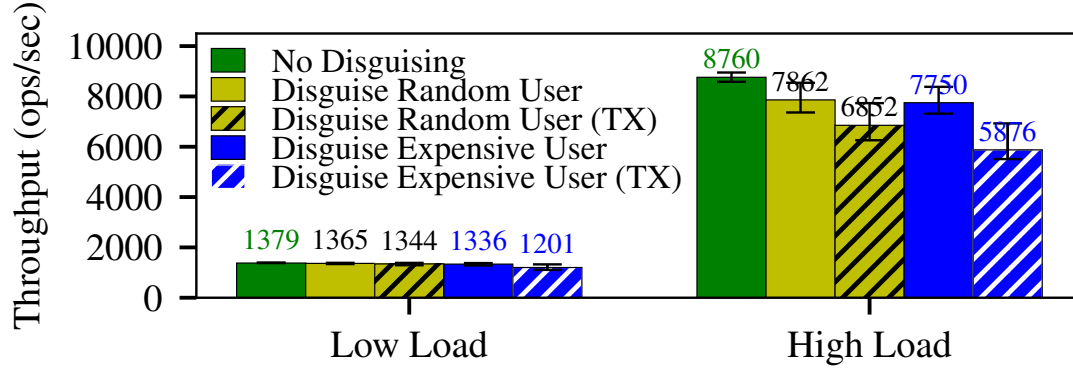 Throughput (ops/sec)
10000
8000
6000
4000
2000
0
No Disguising
Disguise Random User
Disguise Random User (TX)
Disguise Expensive User
Disguise Expensive User (TX)
1379
1365
1344
1336
1201
8760
7862
6852
7750
5876
Low Load
High Load